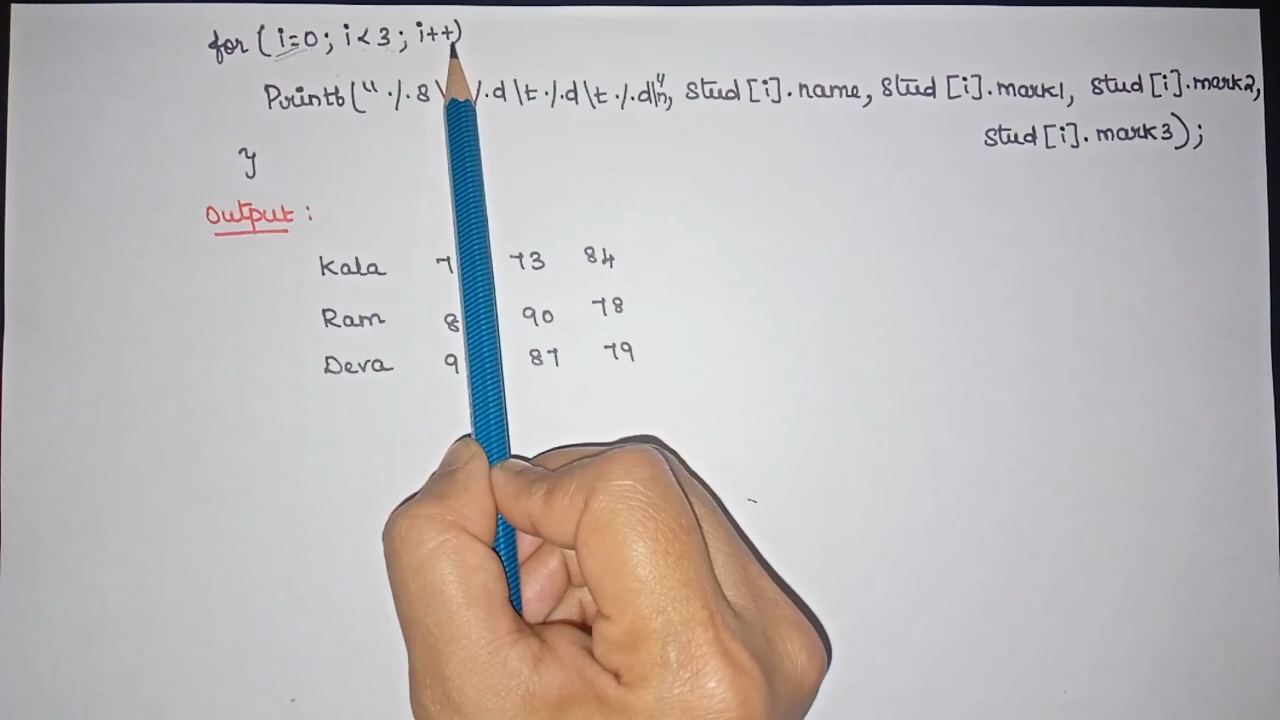 for (i=0; i<3; i++)
Printf("%s\ %d\t%d\t%d\n", stud[i].name, stud[i].mark1, stud[i].mark2,
stud[i].mark3);
}
Output:
Kala 73 84
Ram 90 78
Deva 87 79